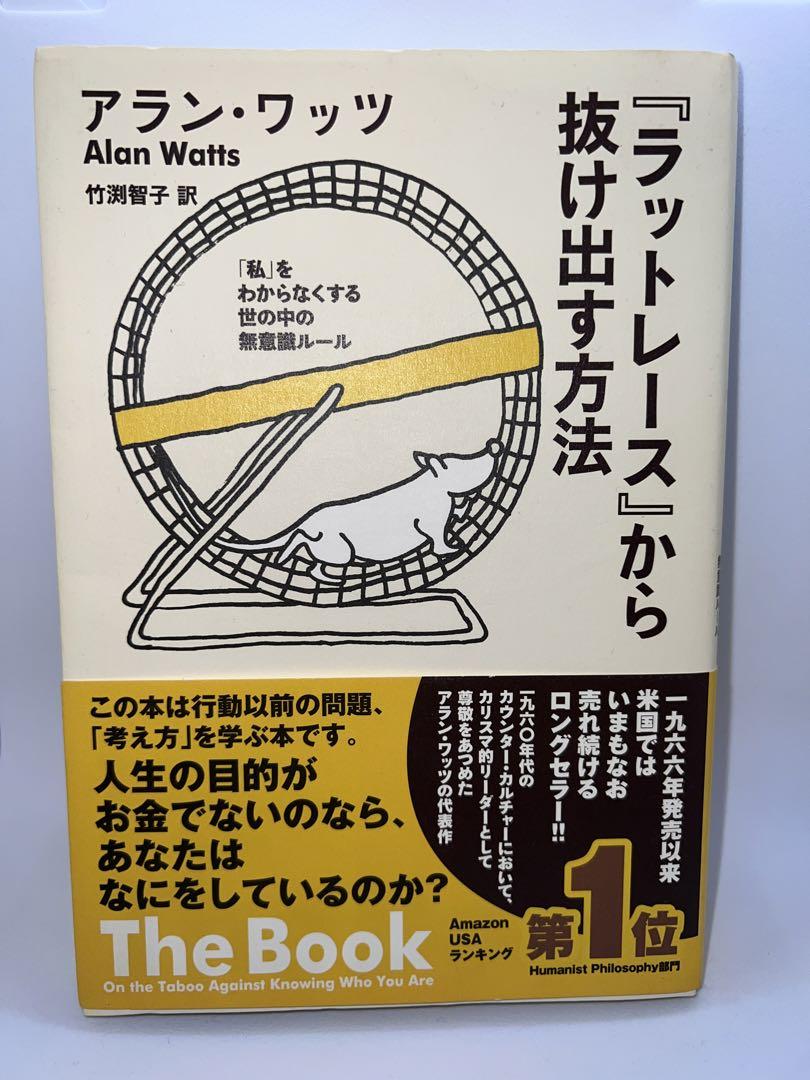 『ラットレース』から
抜け出す方法
アラン・ワッツ
Alan Watts
竹渕智子 訳
「私」を
わからなくする
世の中の
無意識ルール
この本は行動以前の問題、
「考え方」を学ぶ本です。
人生の目的が
お金でないのなら、
あなたは
なにをしているのか?
一九六六年発売以来
米国では
いまもなお
売れ続ける
ロングセラー!!
一九六〇年代の
カウンター・カルチャーにおいて、
カリスマ的リーダーとして
尊敬をあつめた
アラン・ワッツの代表作
The Book
On the Taboo Against Knowing Who You Are
Amazon
USA
ランキング
第1位
Humanist Philosophy部門